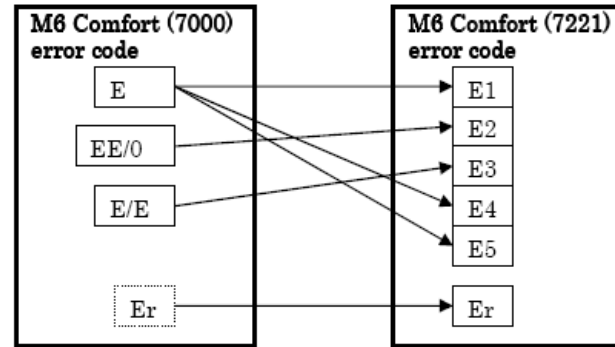 M6 Comfort (7000)
error code
E
EE/0
E/E
Er
M6 Comfort (7221)
error code
E1
E2
E3
E4
E5
Er